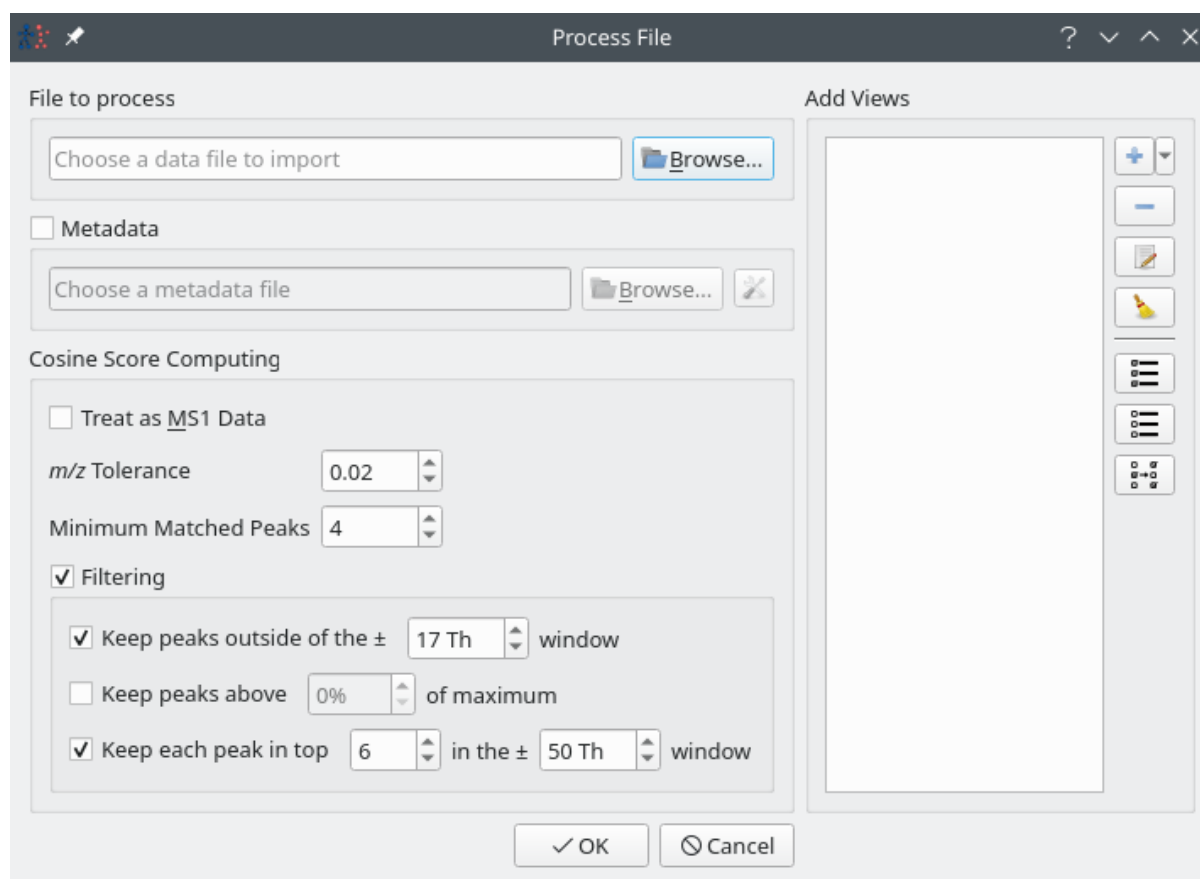 Process File
File to process
Choose a data file to import
Browse...
Metadata
Choose a metadata file
Browse...
Cosine Score Computing
Treat as MS1 Data
m/z Tolerance 0.02
Minimum Matched Peaks 4
Filtering
Keep peaks outside of the ± 17 Th window
Keep peaks above 0% of maximum
Keep each peak in top 6 in the ± 50 Th window
Add Views
OK
Cancel